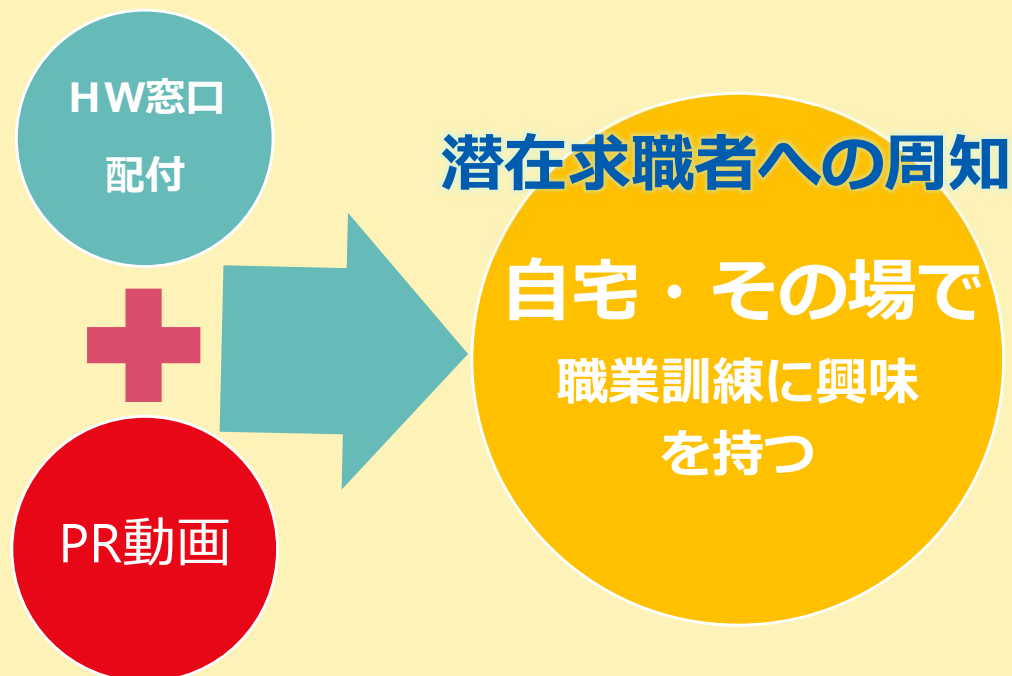 HW窓口
配付
PR動画
潜在求職者への周知
自宅・その場で
職業訓練に興味
を持つ